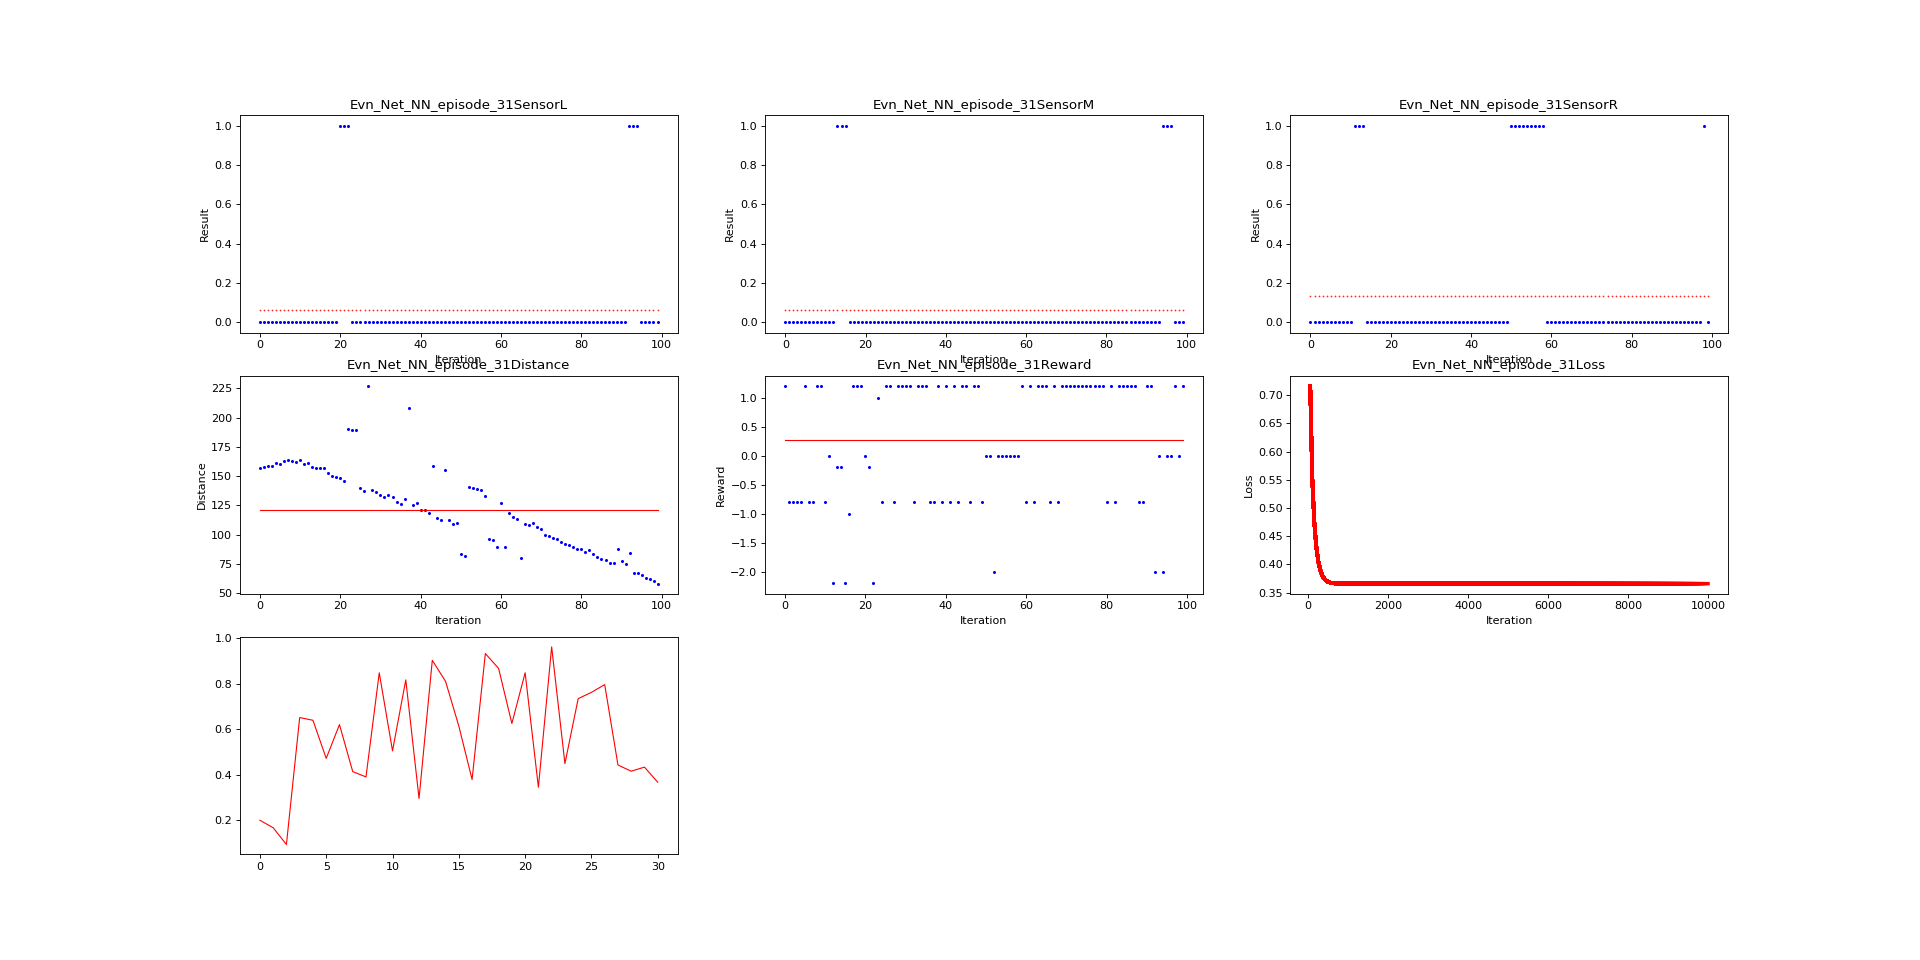 Evn_Net_NN_episode_31SensorL
Result
1.0
0.8
0.6
0.4
0.2
0.0
0 20 40 60 80 100
Iteration
Evn_Net_NN_episode_31SensorM
Result
1.0
0.8
0.6
0.4
0.2
0.0
0 20 40 60 80 100
Iteration
Evn_Net_NN_episode_31SensorR
Result
1.0
0.8
0.6
0.4
0.2
0.0
0 20 40 60 80 100
Iteration
Evn_Net_NN_episode_31Distance
Distance
225
200
175
150
125
100
75
50
0 20 40 60 80 100
Iteration
Evn_Net_NN_episode_31Reward
Reward
1.0
0.5
0.0
−0.5
−1.0
−1.5
−2.0
0 20 40 60 80 100
Iteration
Evn_Net_NN_episode_31Loss
Loss
0.70
0.65
0.60
0.55
0.50
0.45
0.40
0.35
0 2000 4000 6000 8000 10000
Iteration
1.0
0.8
0.6
0.4
0.2
0 5 10 15 20 25 30